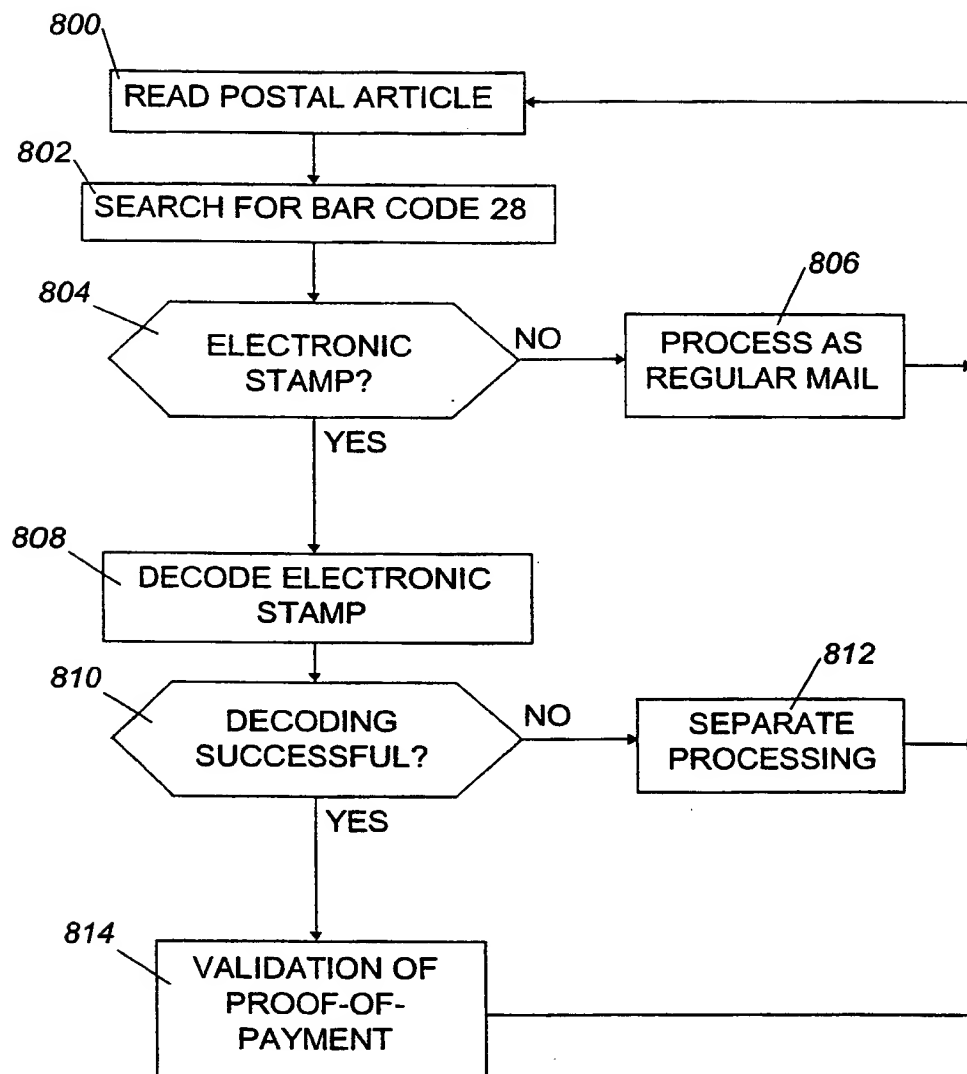 800
READ POSTAL ARTICLE
802
SEARCH FOR BAR CODE 28
804
ELECTRONIC
STAMP?
NO
806
PROCESS AS
REGULAR MAIL
YES
808
DECODE ELECTRONIC
STAMP
810
DECODING
SUCCESSFUL?
NO
812
SEPARATE
PROCESSING
YES
814
VALIDATION OF
PROOF-OF-
PAYMENT